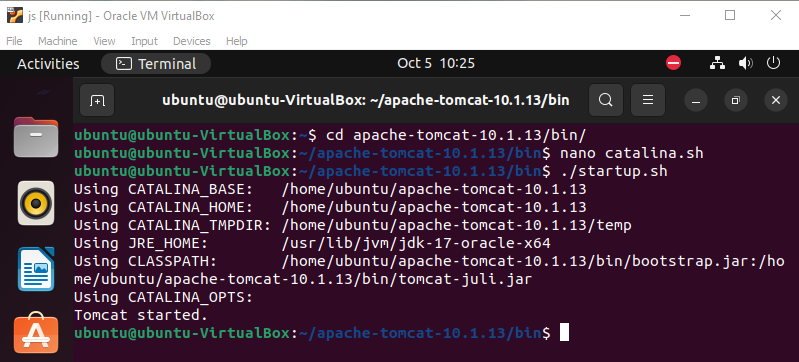 js [Running] - Oracle VM VirtualBox
File Machine View Input Devices Help
Activities Terminal Oct 5 10:25
ubuntu@ubuntu-VirtualBox: ~/apache-tomcat-10.1.13/bin
ubuntu@ubuntu-VirtualBox:~$ cd apache-tomcat-10.1.13/bin/
ubuntu@ubuntu-VirtualBox:~/apache-tomcat-10.1.13/bin$ nano catalina.sh
ubuntu@ubuntu-VirtualBox:~/apache-tomcat-10.1.13/bin$ ./startup.sh
Using CATALINA_BASE:   /home/ubuntu/apache-tomcat-10.1.13
Using CATALINA_HOME:   /home/ubuntu/apache-tomcat-10.1.13
Using CATALINA_TMPDIR: /home/ubuntu/apache-tomcat-10.1.13/temp
Using JRE_HOME:        /usr/lib/jvm/jdk-17-oracle-x64
Using CLASSPATH:       /home/ubuntu/apache-tomcat-10.1.13/bin/bootstrap.jar:/ho
me/ubuntu/apache-tomcat-10.1.13/bin/tomcat-juli.jar
Using CATALINA_OPTS:
Tomcat started.
ubuntu@ubuntu-VirtualBox:~/apache-tomcat-10.1.13/bin$